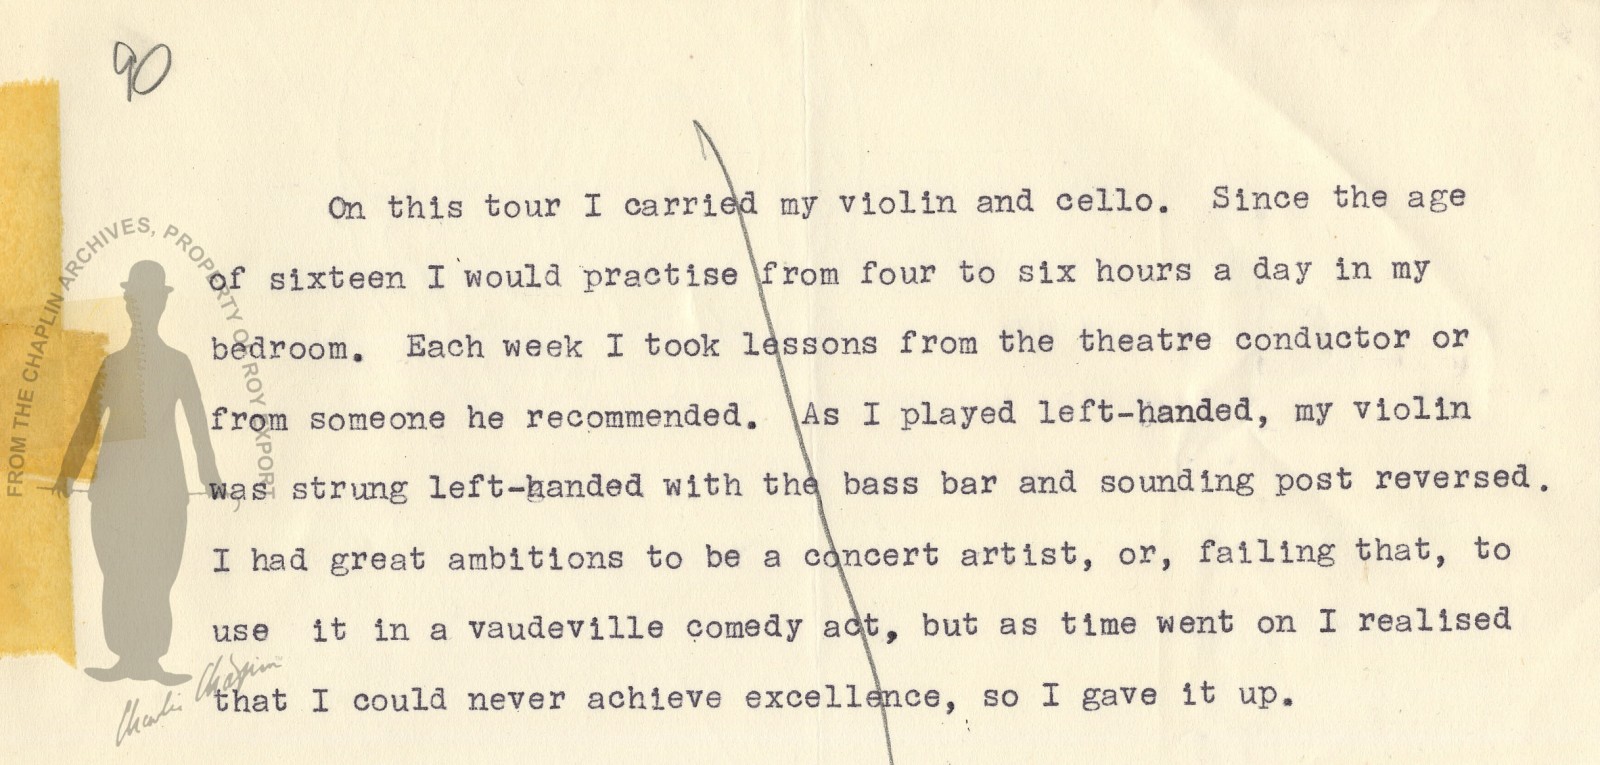 90
On this tour I carried my violin and cello. Since the age
of sixteen I would practise from four to six hours a day in my
bedroom. Each week I took lessons from the theatre conductor or
from someone he recommended. As I played left-handed, my violin
was strung left-handed with the bass bar and sounding post reversed.
I had great ambitions to be a concert artist, or, failing that, to
use it in a vaudeville comedy act, but as time went on I realised
that I could never achieve excellence, so I gave it up.
FROM THE CHAPLIN ARCHIVES, PROPERTY OF ROY EXPORT
Charlie Chaplin™